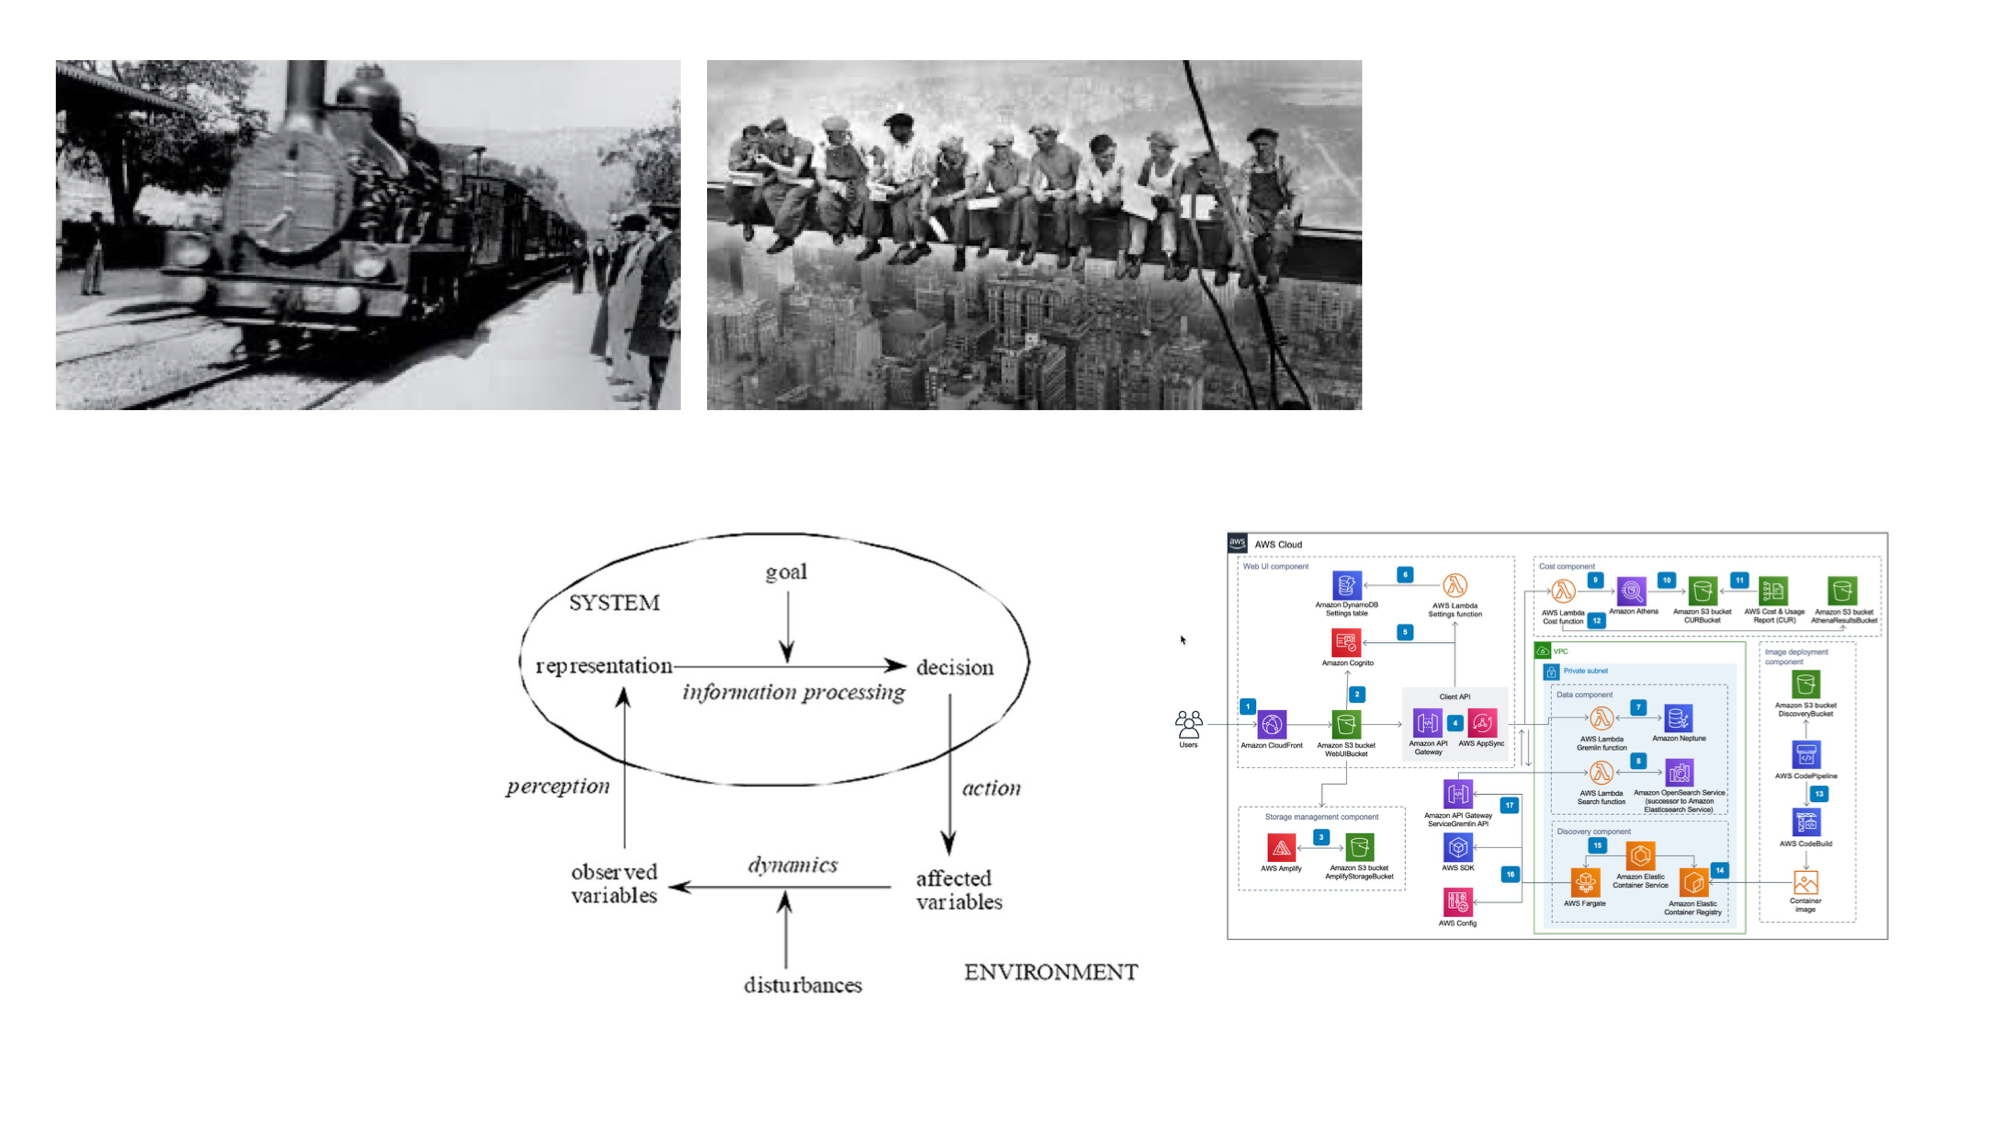 goal
SYSTEM
representation
decision
information processing
perception
action
dynamics
observed
variables
affected
variables
disturbances
ENVIRONMENT
aws
AWS Cloud
Web UI component
6
Amazon DynamoDB
Settings table
AWS Lambda
Settings function
5
Amazon Cognito
2
Client API
1
4
Users
Amazon CloudFront
Amazon S3 bucket
WebUIBucket
Amazon API
Gateway
AWS AppSync
Storage management component
3
AWS Amplify
Amazon S3 bucket
AmplifyStorageBucket
17
Amazon API Gateway
ServiceGremlin API
AWS SDK
16
AWS Config
Cost component
9
10
11
AWS Lambda
Cost function
Amazon Athena
Amazon S3 bucket
CURBucket
AWS Cost & Usage
Report (CUR)
Amazon S3 bucket
AthenaResultsBucket
12
VPC
Private subnet
Data component
7
AWS Lambda
Gremlin function
Amazon Neptune
8
AWS Lambda
Search function
Amazon OpenSearch Service
(successor to Amazon
Elasticsearch Service)
Discovery component
15
Amazon Elastic
Container Service
14
AWS Fargate
Amazon Elastic
Container Registry
Image deployment
component
Amazon S3 bucket
DiscoveryBucket
AWS CodePipeline
13
AWS CodeBuild
Container
image